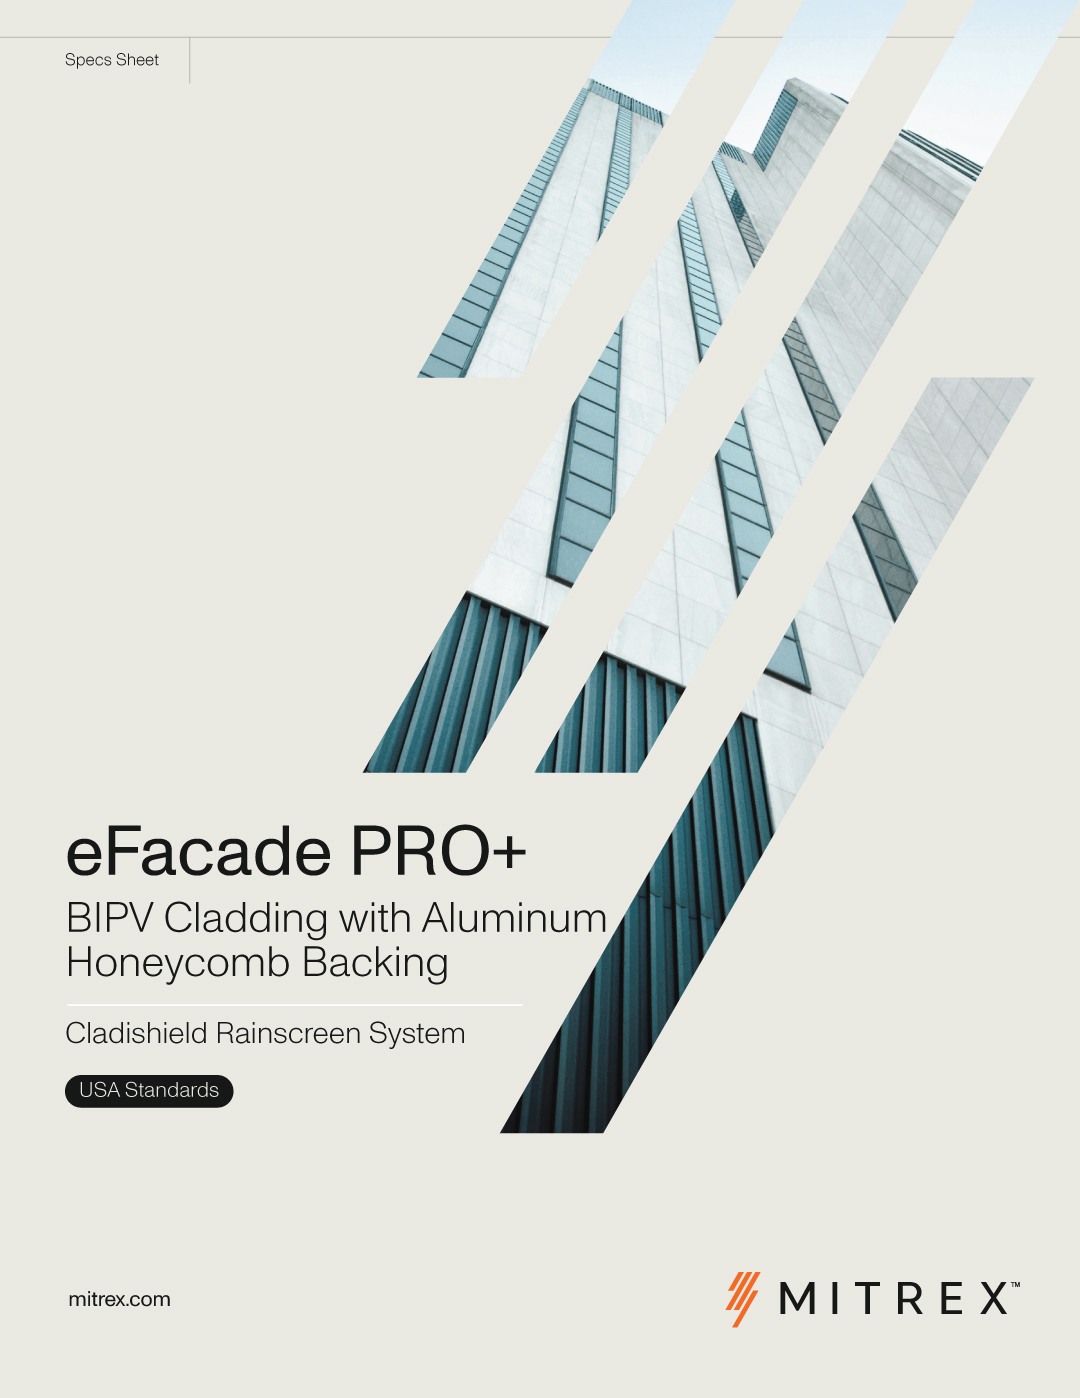 Specs Sheet
eFacade PRO+
BIPV Cladding with Aluminum
Honeycomb Backing
Cladishield Rainscreen System
USA Standards
mitrex.com
MITREX™